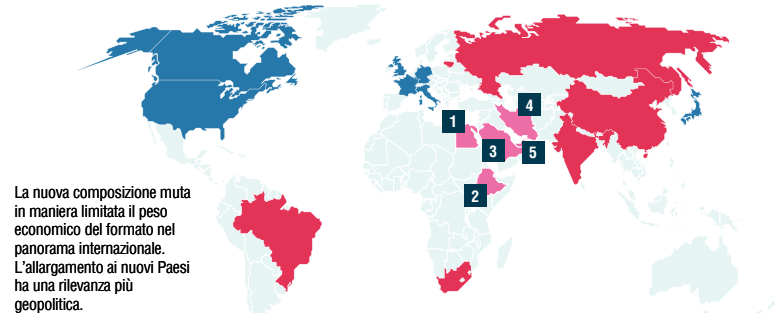 1
4
3
5
2
La nuova composizione muta
in maniera limitata il peso
economico del formato nel
panorama internazionale.
L'allargamento ai nuovi Paesi
ha una rilevanza più
geopolitica.